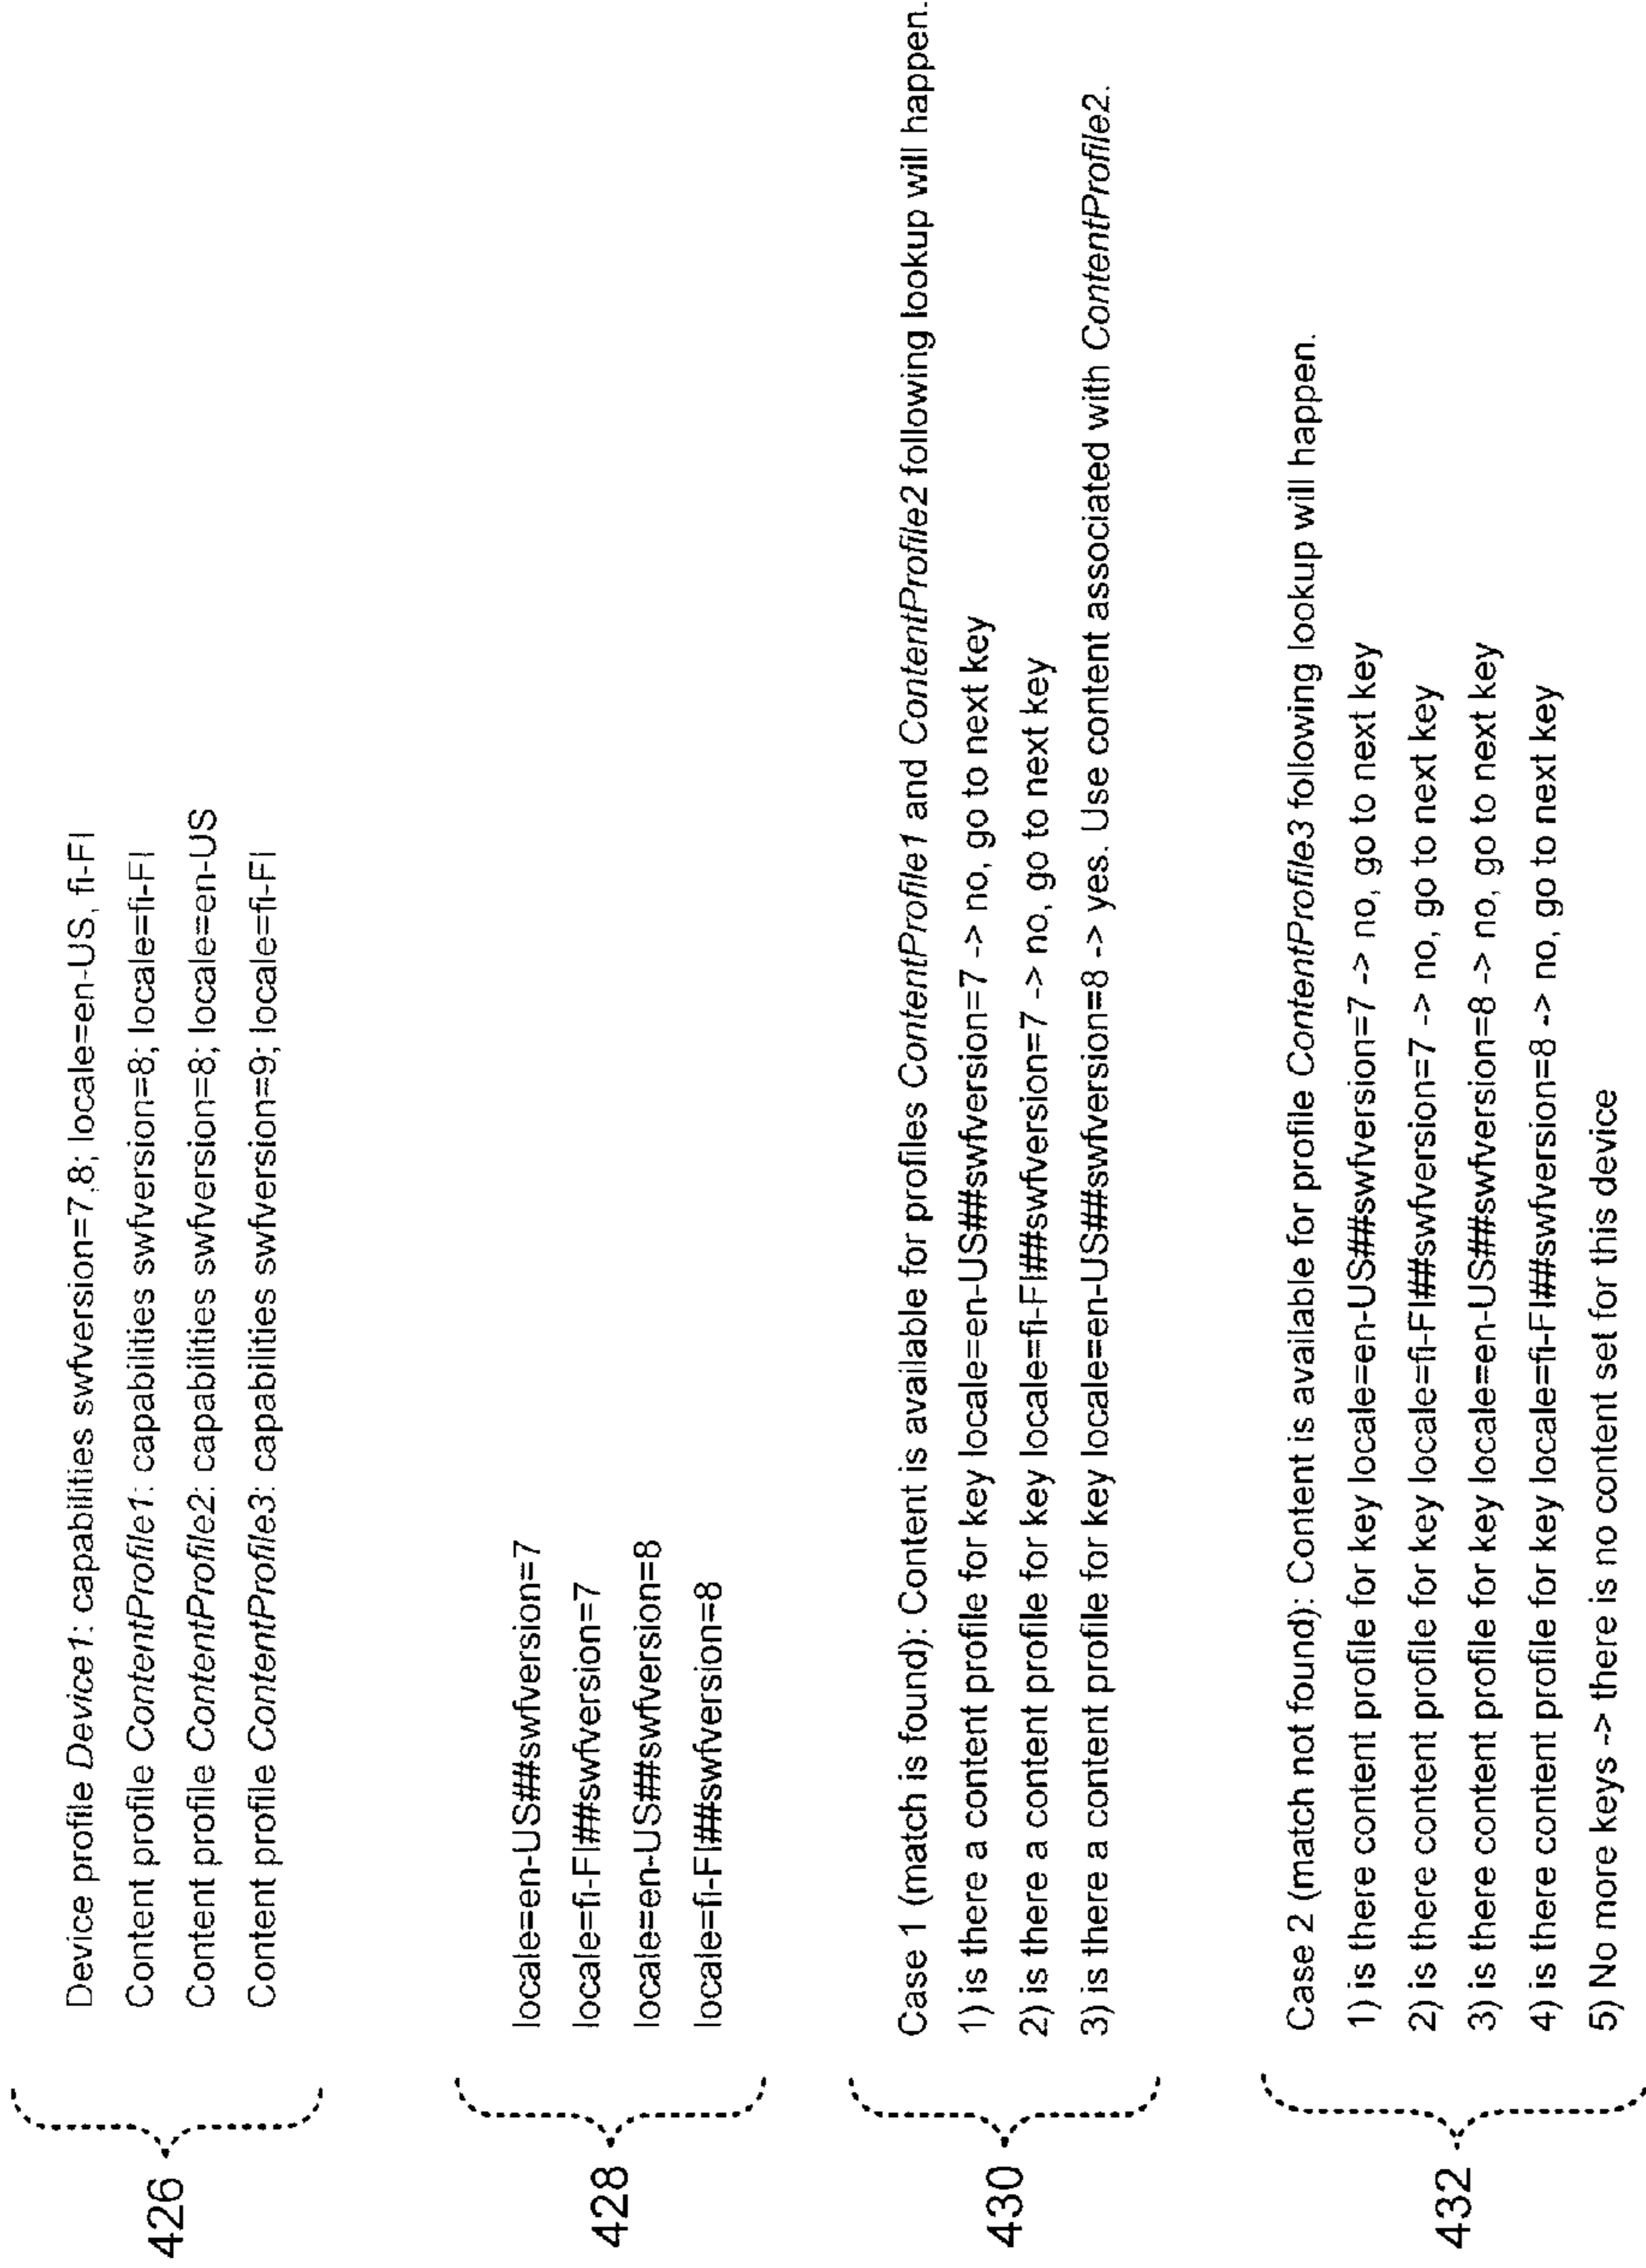 426
Device profile Device1: capabilities swfversion=7,8; locale=en-US, fi-FI
Content profile ContentProfile1: capabilities swfversion=8; locale=fi-FI
Content profile ContentProfile2: capabilities swfversion=8; locale=en-US
Content profile ContentProfile3: capabilities swfversion=9; locale=fi-FI
428
locale=en-US##swfversion=7
locale=fi-FI##swfversion=7
locale=en-US##swfversion=8
locale=fi-FI##swfversion=8
430
Case 1 (match is found): Content is available for profiles ContentProfile1 and ContentProfile2 following lookup will happen.
1) is there a content profile for key locale=en-US##swfversion=7 -> no, go to next key
2) is there a content profile for key locale=fi-FI##swfversion=7 -> no, go to next key
3) is there a content profile for key locale=en-US##swfversion=8 -> yes. Use content associated with ContentProfile2.
432
Case 2 (match not found): Content is available for profile ContentProfile3 following lookup will happen.
1) is there content profile for key locale=en-US##swfversion=7 -> no, go to next key
2) is there content profile for key locale=fi-FI##swfversion=7 -> no, go to next key
3) is there content profile for key locale=en-US##swfversion=8 -> no, go to next key
4) is there content profile for key locale=fi-FI##swfversion=8 -> no, go to next key
5) No more keys -> there is no content set for this device